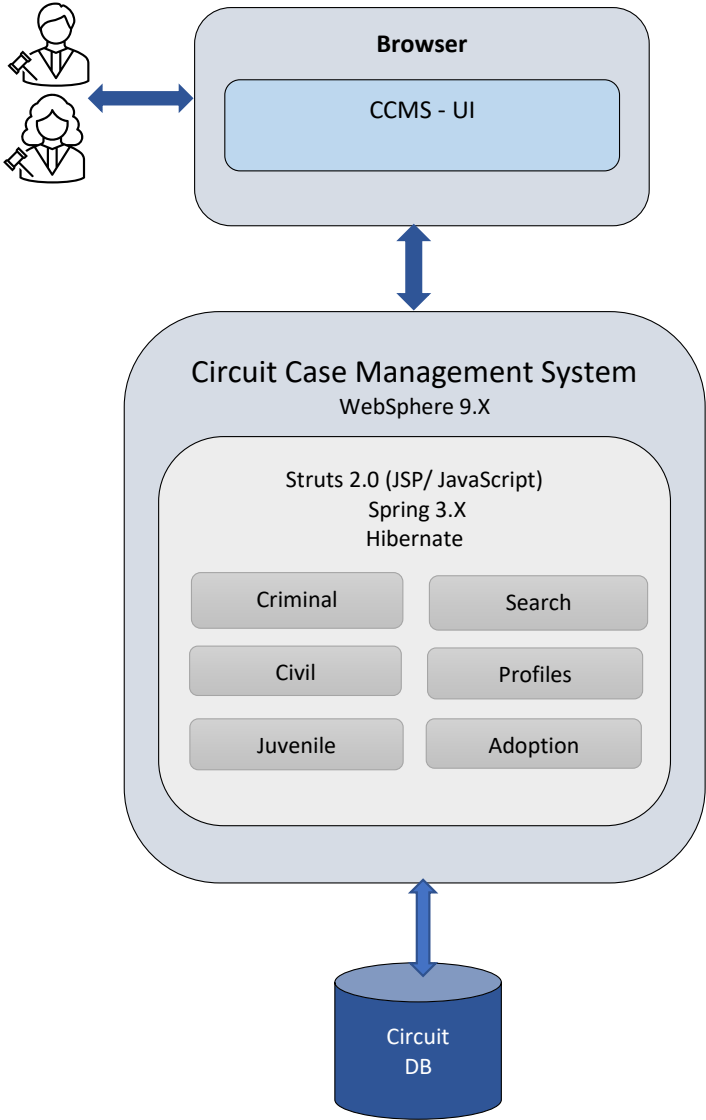 Browser
CCMS - UI
Circuit Case Management System
WebSphere 9.X
Struts 2.0 (JSP/ JavaScript)
Spring 3.X
Hibernate
Criminal
Search
Civil
Profiles
Juvenile
Adoption
Circuit
DB